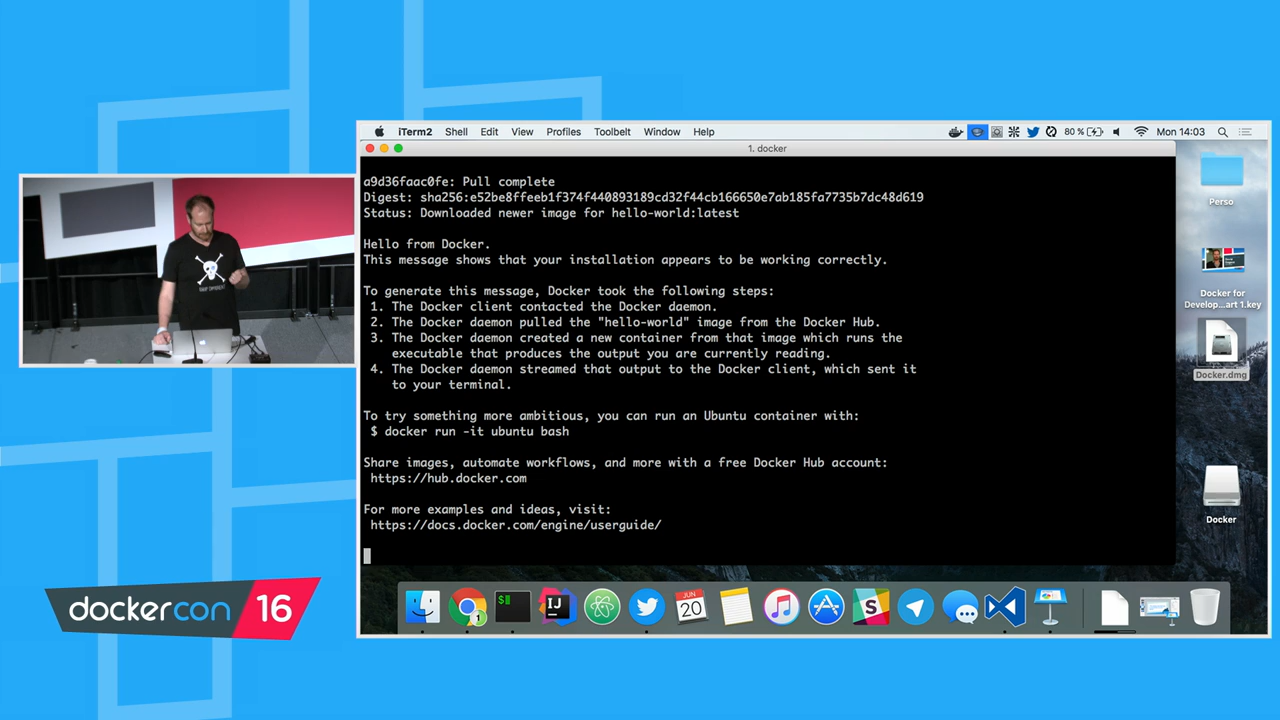 iTerm2 Shell Edit View Profiles Toolbelt Window Help 80% Mon 14:03
1. docker
a9d36faac0fe: Pull complete
Digest: sha256:e52be8ffeeb1f374f440893189cd32f44cb166650e7ab185fa7735b7dc48d619
Status: Downloaded newer image for hello-world:latest
Hello from Docker.
This message shows that your installation appears to be working correctly.
To generate this message, Docker took the following steps:
1. The Docker client contacted the Docker daemon.
2. The Docker daemon pulled the "hello-world" image from the Docker Hub.
3. The Docker daemon created a new container from that image which runs the
executable that produces the output you are currently reading.
4. The Docker daemon streamed that output to the Docker client, which sent it
to your terminal.
To try something more ambitious, you can run an Ubuntu container with:
$ docker run -it ubuntu bash
Share images, automate workflows, and more with a free Docker Hub account:
https://hub.docker.com
For more examples and ideas, visit:
https://docs.docker.com/engine/userguide/
Perso
Docker for
Develop...art 1.key
Docker.dmg
Docker
$
1
IJ
JUN
20
S
dockercon 16